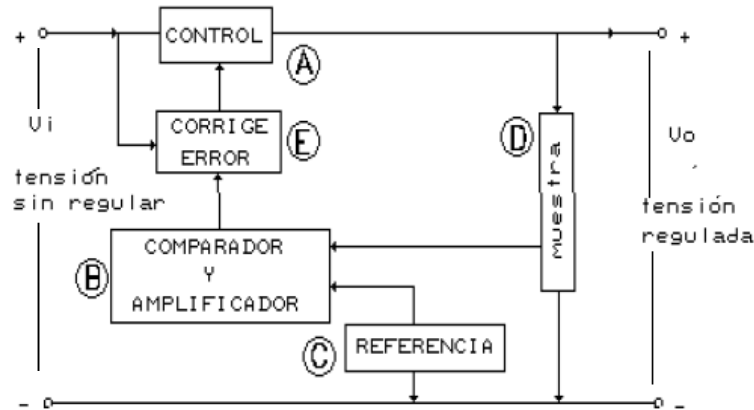 +
CONTROL
+
A
Vi
CORRIGE
ERROR
E
D
muestra
Vo
tensión
sin regular
tensión
regulada
COMPARADOR
Y
AMPLIFICADOR
B
C
REFERENCIA
-
-